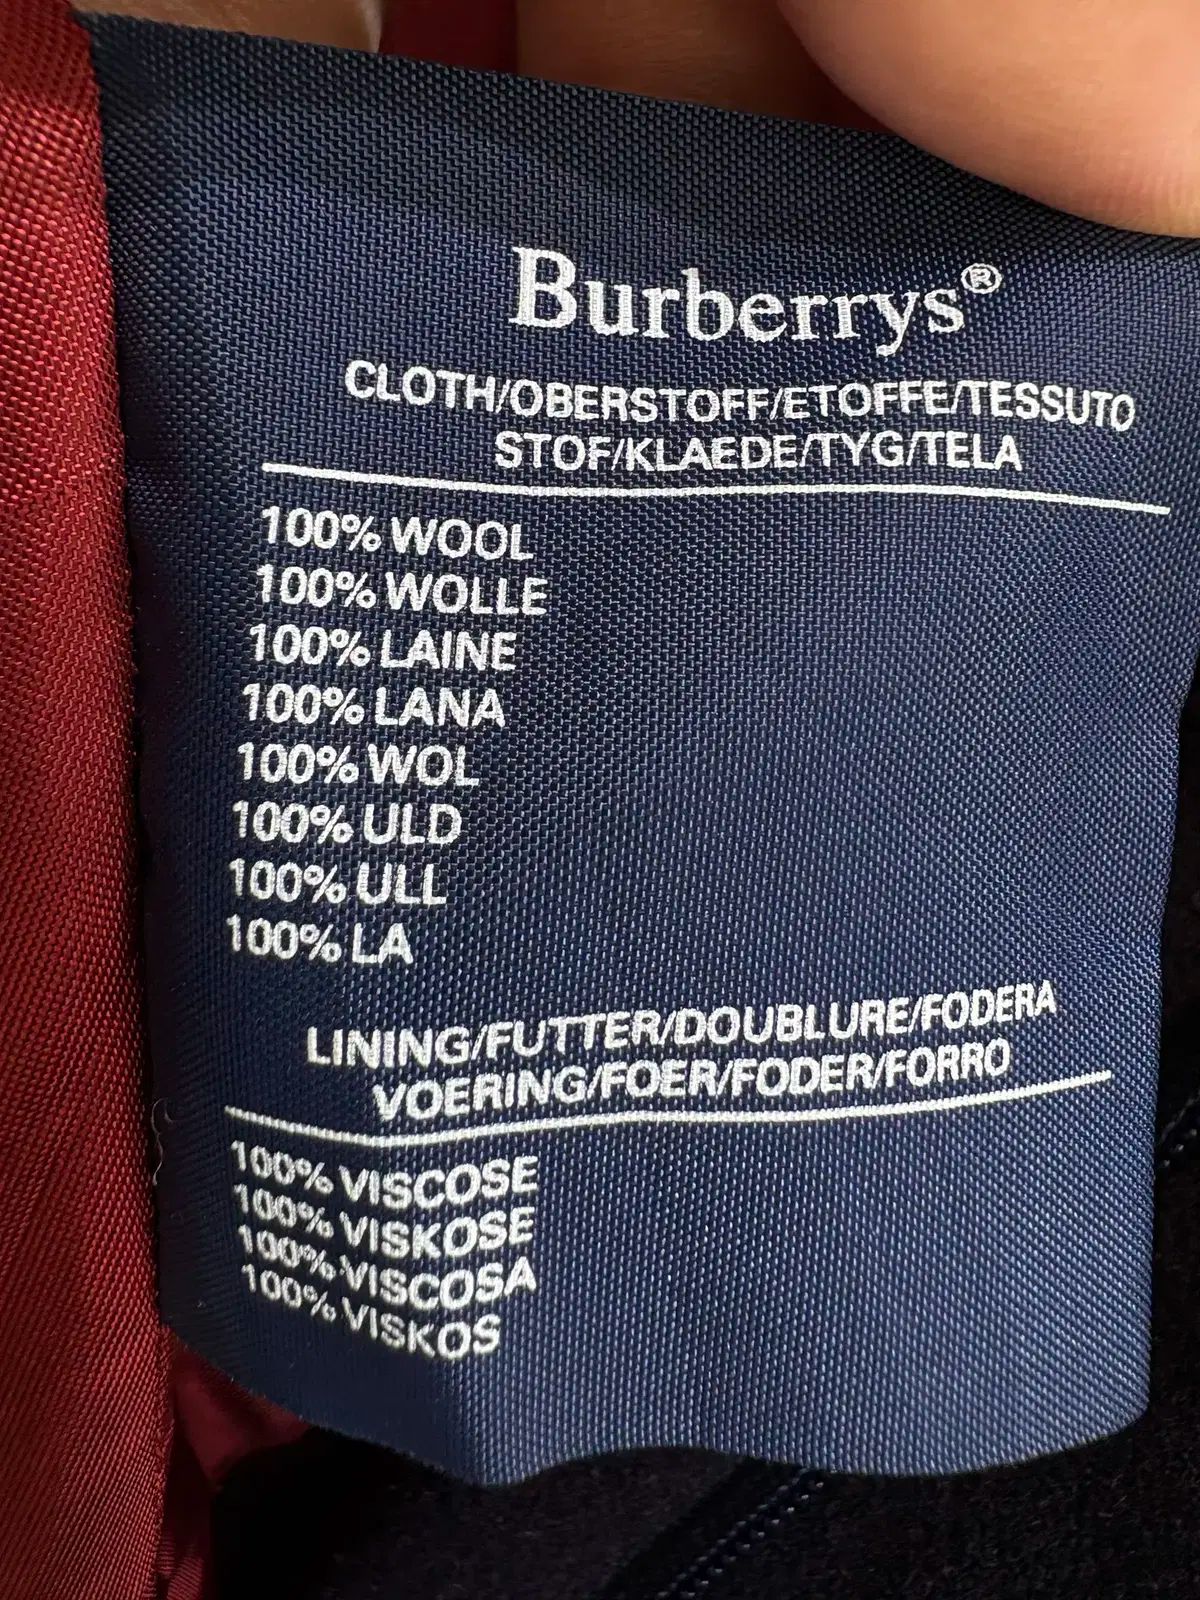 Burberrys®
CLOTH/OBERSTOFF/ETOFFE/TESSUTO
STOF/KLAEDE/TYG/TELA
100% WOOL
100% WOLLE
100% LAINE
100% LANA
100% WOL
100% ULD
100% ULL
100% LA
LINING/FUTTER/DOUBLURE/FODERA
VOERING/FOER/FODER/FORRO
100% VISCOSE
100% VISKOSE
100% VISCOSA
100% VISKOS